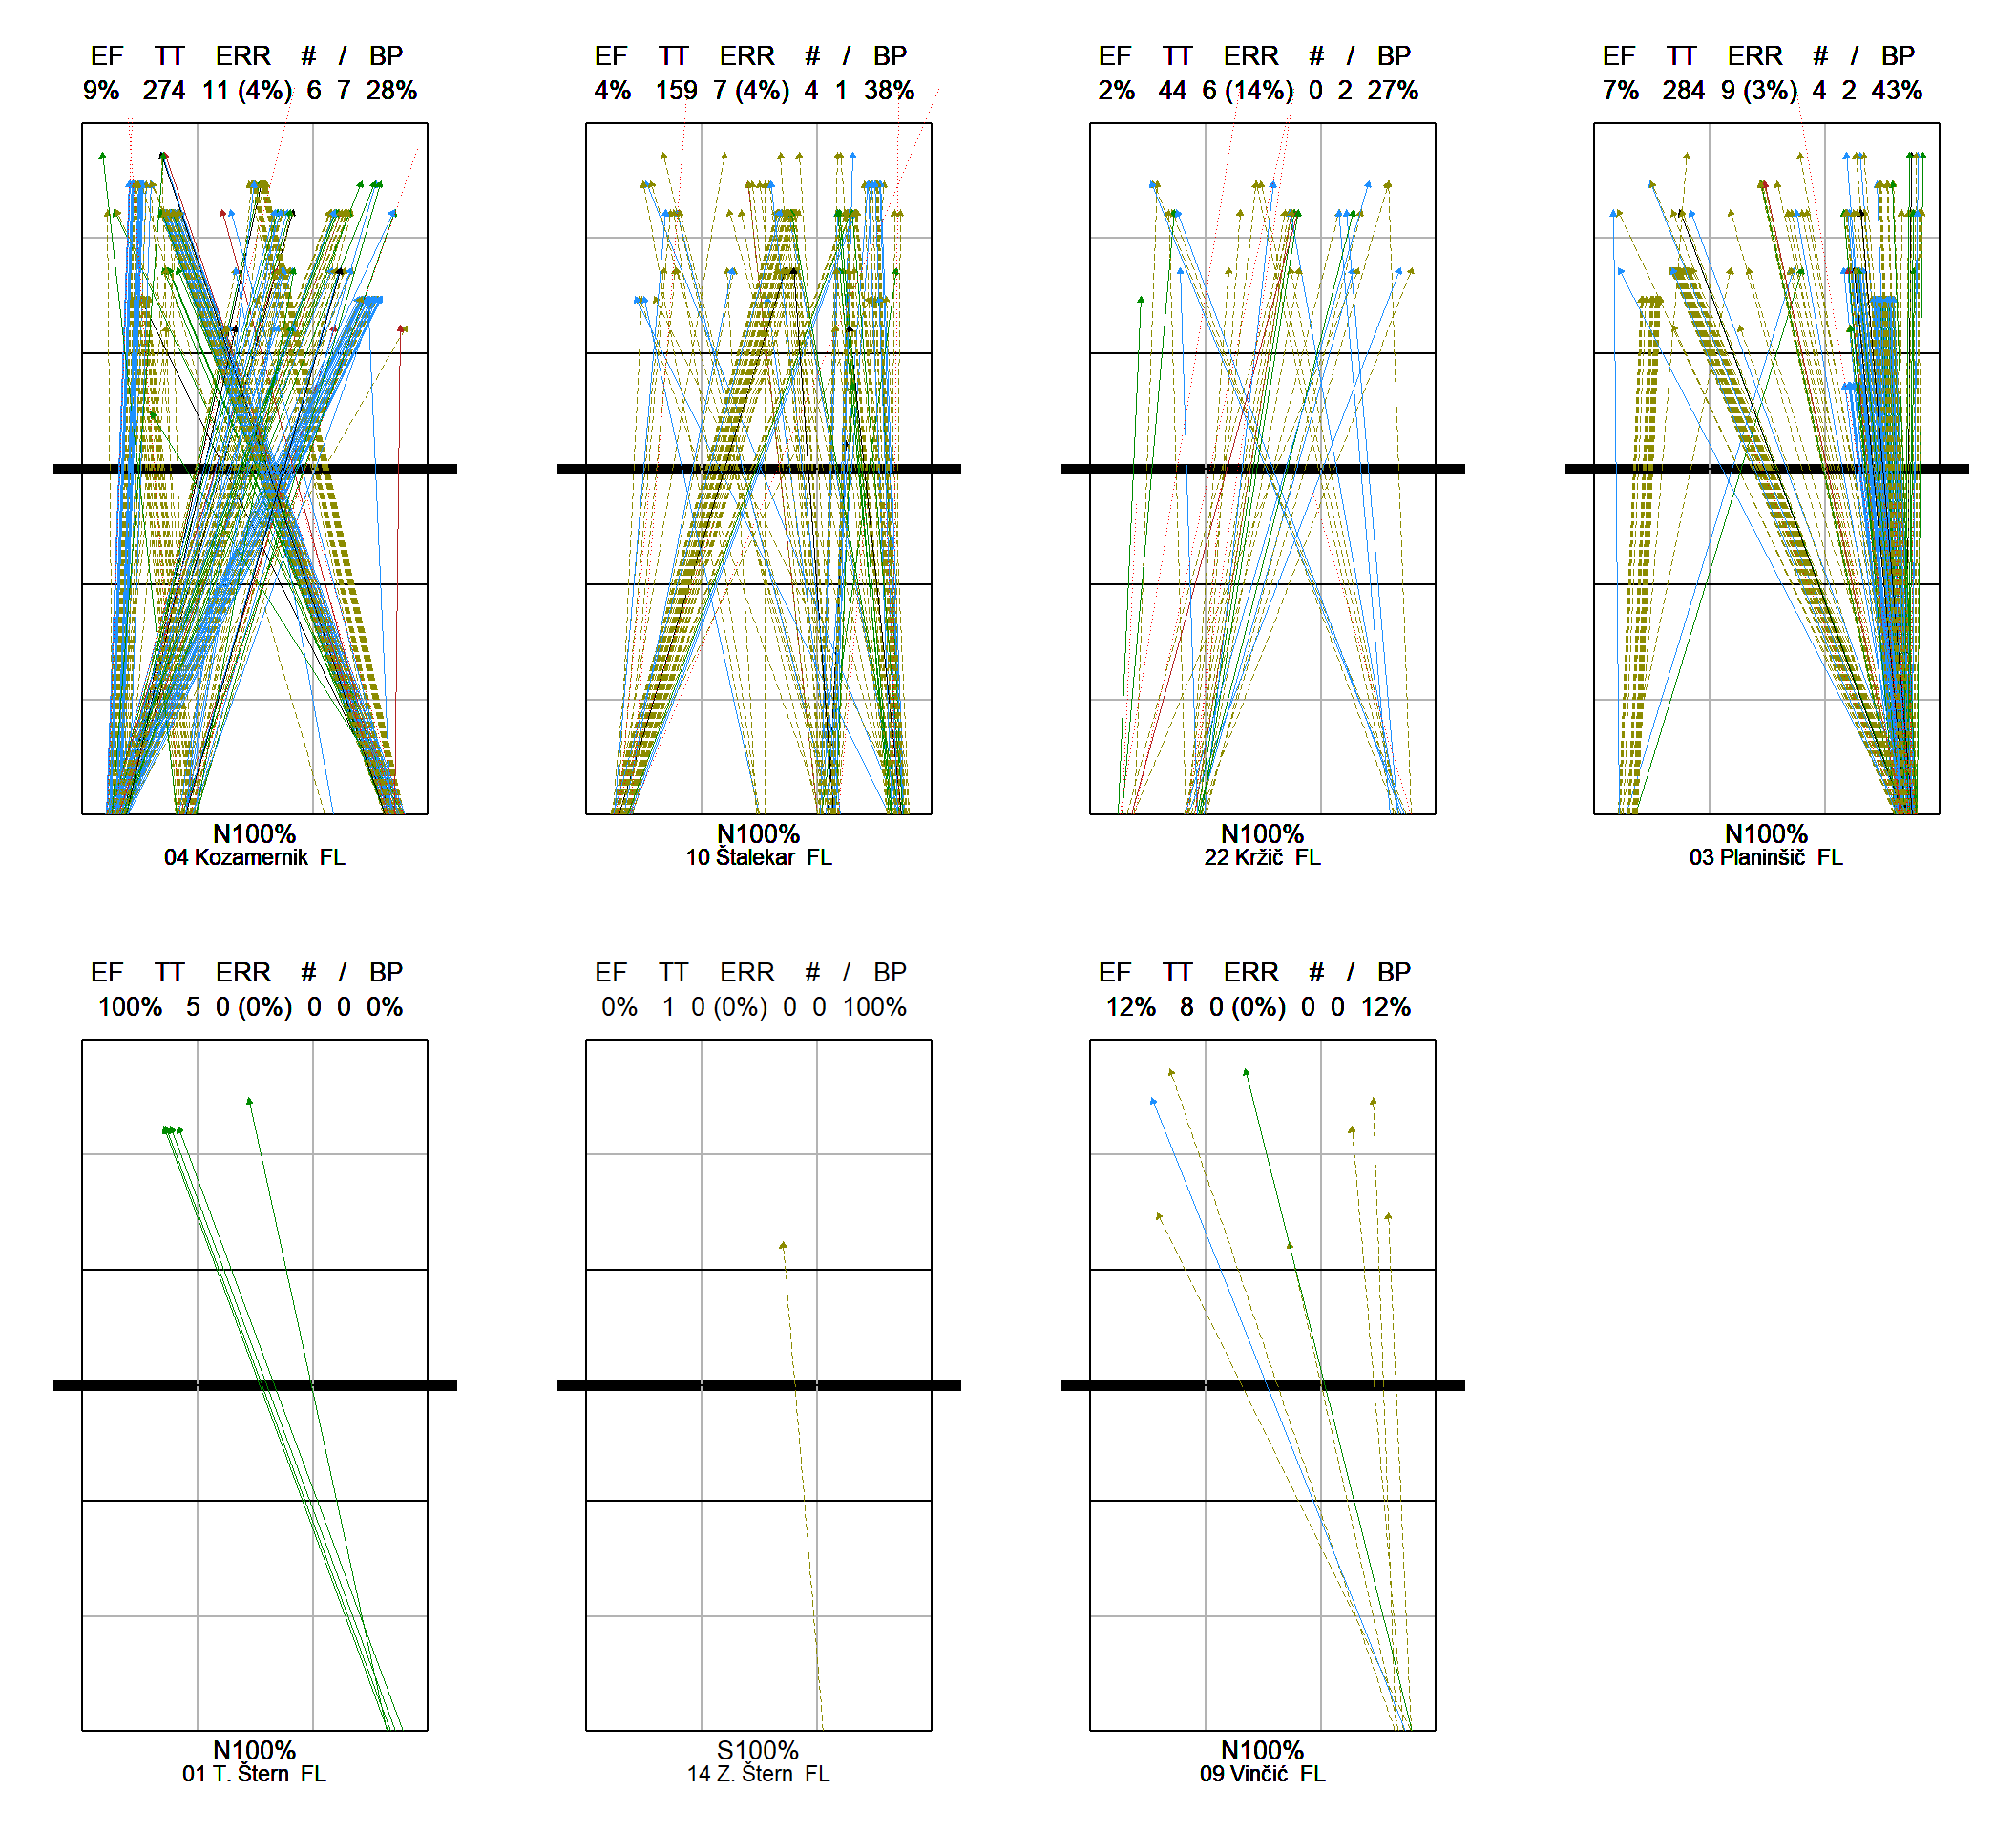 EF TT ERR # / BP
9% 274 11 (4%) 6 7 28%
N100%
04 Kozamernik FL
EF TT ERR # / BP
4% 159 7 (4%) 4 1 38%
N100%
10 Štalekar FL
EF TT ERR # / BP
2% 44 6 (14%) 0 2 27%
N100%
22 Kržič FL
EF TT ERR # / BP
7% 284 9 (3%) 4 2 43%
N100%
03 Planinšič FL
EF TT ERR # / BP
100% 5 0 (0%) 0 0 0%
N100%
01 T. Štern FL
EF TT ERR # / BP
0% 1 0 (0%) 0 0 100%
S100%
14 Z. Štern FL
EF TT ERR # / BP
12% 8 0 (0%) 0 0 12%
N100%
09 Vinčić FL